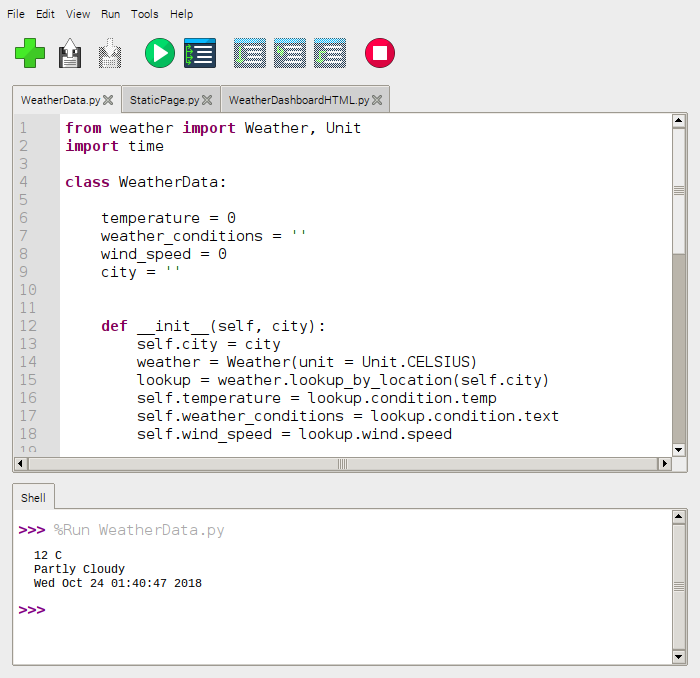 File Edit View Run Tools Help
WeatherData.py StaticPage.py WeatherDashboardHTML.py
1 from weather import Weather, Unit
2 import time
3
4 class WeatherData:
5
6 temperature = 0
7 weather_conditions = ''
8 wind_speed = 0
9 city = ''
10
11
12 def __init__(self, city):
13 self.city = city
14 weather = Weather(unit = Unit.CELSIUS)
15 lookup = weather.lookup_by_location(self.city)
16 self.temperature = lookup.condition.temp
17 self.weather_conditions = lookup.condition.text
18 self.wind_speed = lookup.wind.speed
19
Shell
>>> %Run WeatherData.py
12 C
Partly Cloudy
Wed Oct 24 01:40:47 2018
>>>